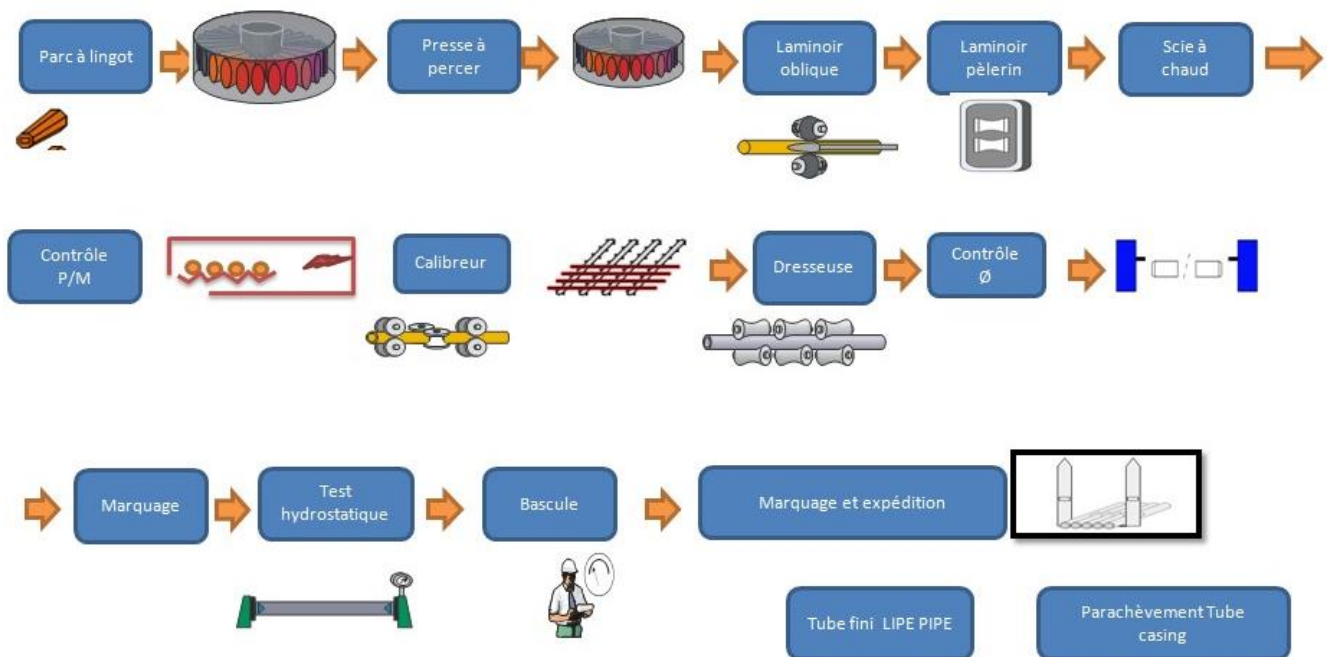 Parc à lingot
Presse à
percer
Laminoir
oblique
Laminoir
pèlerin
Scie à
chaud
Contrôle
P/M
Calibreur
Dresseuse
Contrôle
Ø
Marquage
Test
hydrostatique
Bascule
Marquage et expédition
Tube fini LIPE PIPE
Parachèvement Tube
casing